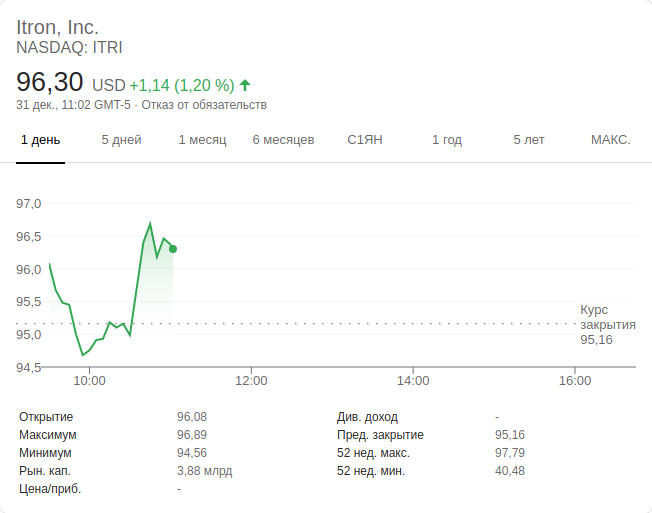 Itron, Inc.
NASDAQ: ITRI
96,30 USD +1,14 (1,20 %)
31 дек., 11:02 GMT-5 · Отказ от обязательств
1 день 5 дней 1 месяц 6 месяцев С1ЯН 1 год 5 лет МАКС.
97,0
96,5
96,0
95,5
95,0
94,5
Курс
закрытия
95,16
10:00 12:00 14:00 16:00
Открытие 96,08 Див. доход -
Максимум 96,89 Пред. закрытие 95,16
Минимум 94,56 52 нед. макс. 97,79
Рын. кап. 3,88 млрд 52 нед. мин. 40,48
Цена/приб. -